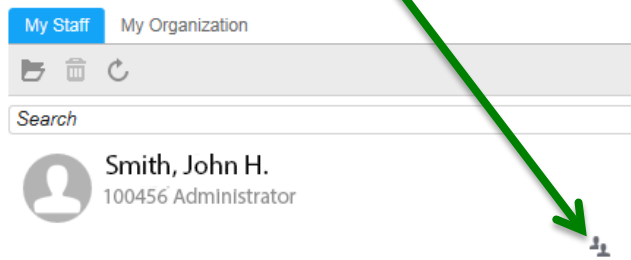 My Staff My Organization
Search
Smith, John H.
100456 Administrator